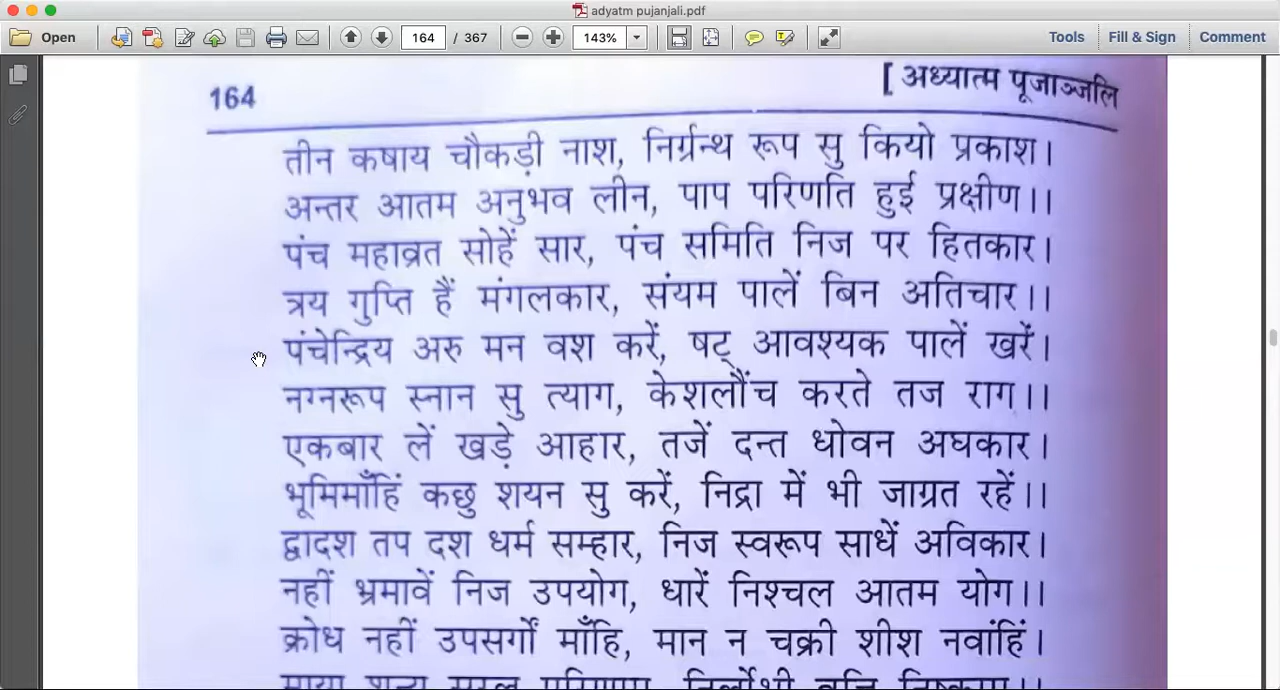 adyatm pujanjali.pdf
Open 164 / 367 143% Tools Fill & Sign Comment
164 [ अध्यात्म पूजाञ्जलि
तीन कषाय चौकड़ी नाश, निर्ग्रन्थ रूप सु कियो प्रकाश।
अन्तर आतम अनुभव लीन, पाप परिणति हुई प्रक्षीण।।
पंच महाव्रत सोहें सार, पंच समिति निज पर हितकार।
त्रय गुप्ति हैं मंगलकार, संयम पालें बिन अतिचार।।
पंचेन्द्रिय अरु मन वश करें, षट् आवश्यक पालें खरें।
नग्नरूप स्नान सु त्याग, केशलौंच करते तज राग।।
एकबार लें खड़े आहार, तजें दन्त धोवन अघकार।
भूमिमाँहिं कछु शयन सु करें, निद्रा में भी जाग्रत रहें।।
द्वादश तप दश धर्म सम्हार, निज स्वरूप साधें अविकार।
नहीं भ्रमावें निज उपयोग, धारें निश्चल आतम योग।।
क्रोध नहीं उपसर्गों माँहि, मान न चक्री शीश नवांहिं।